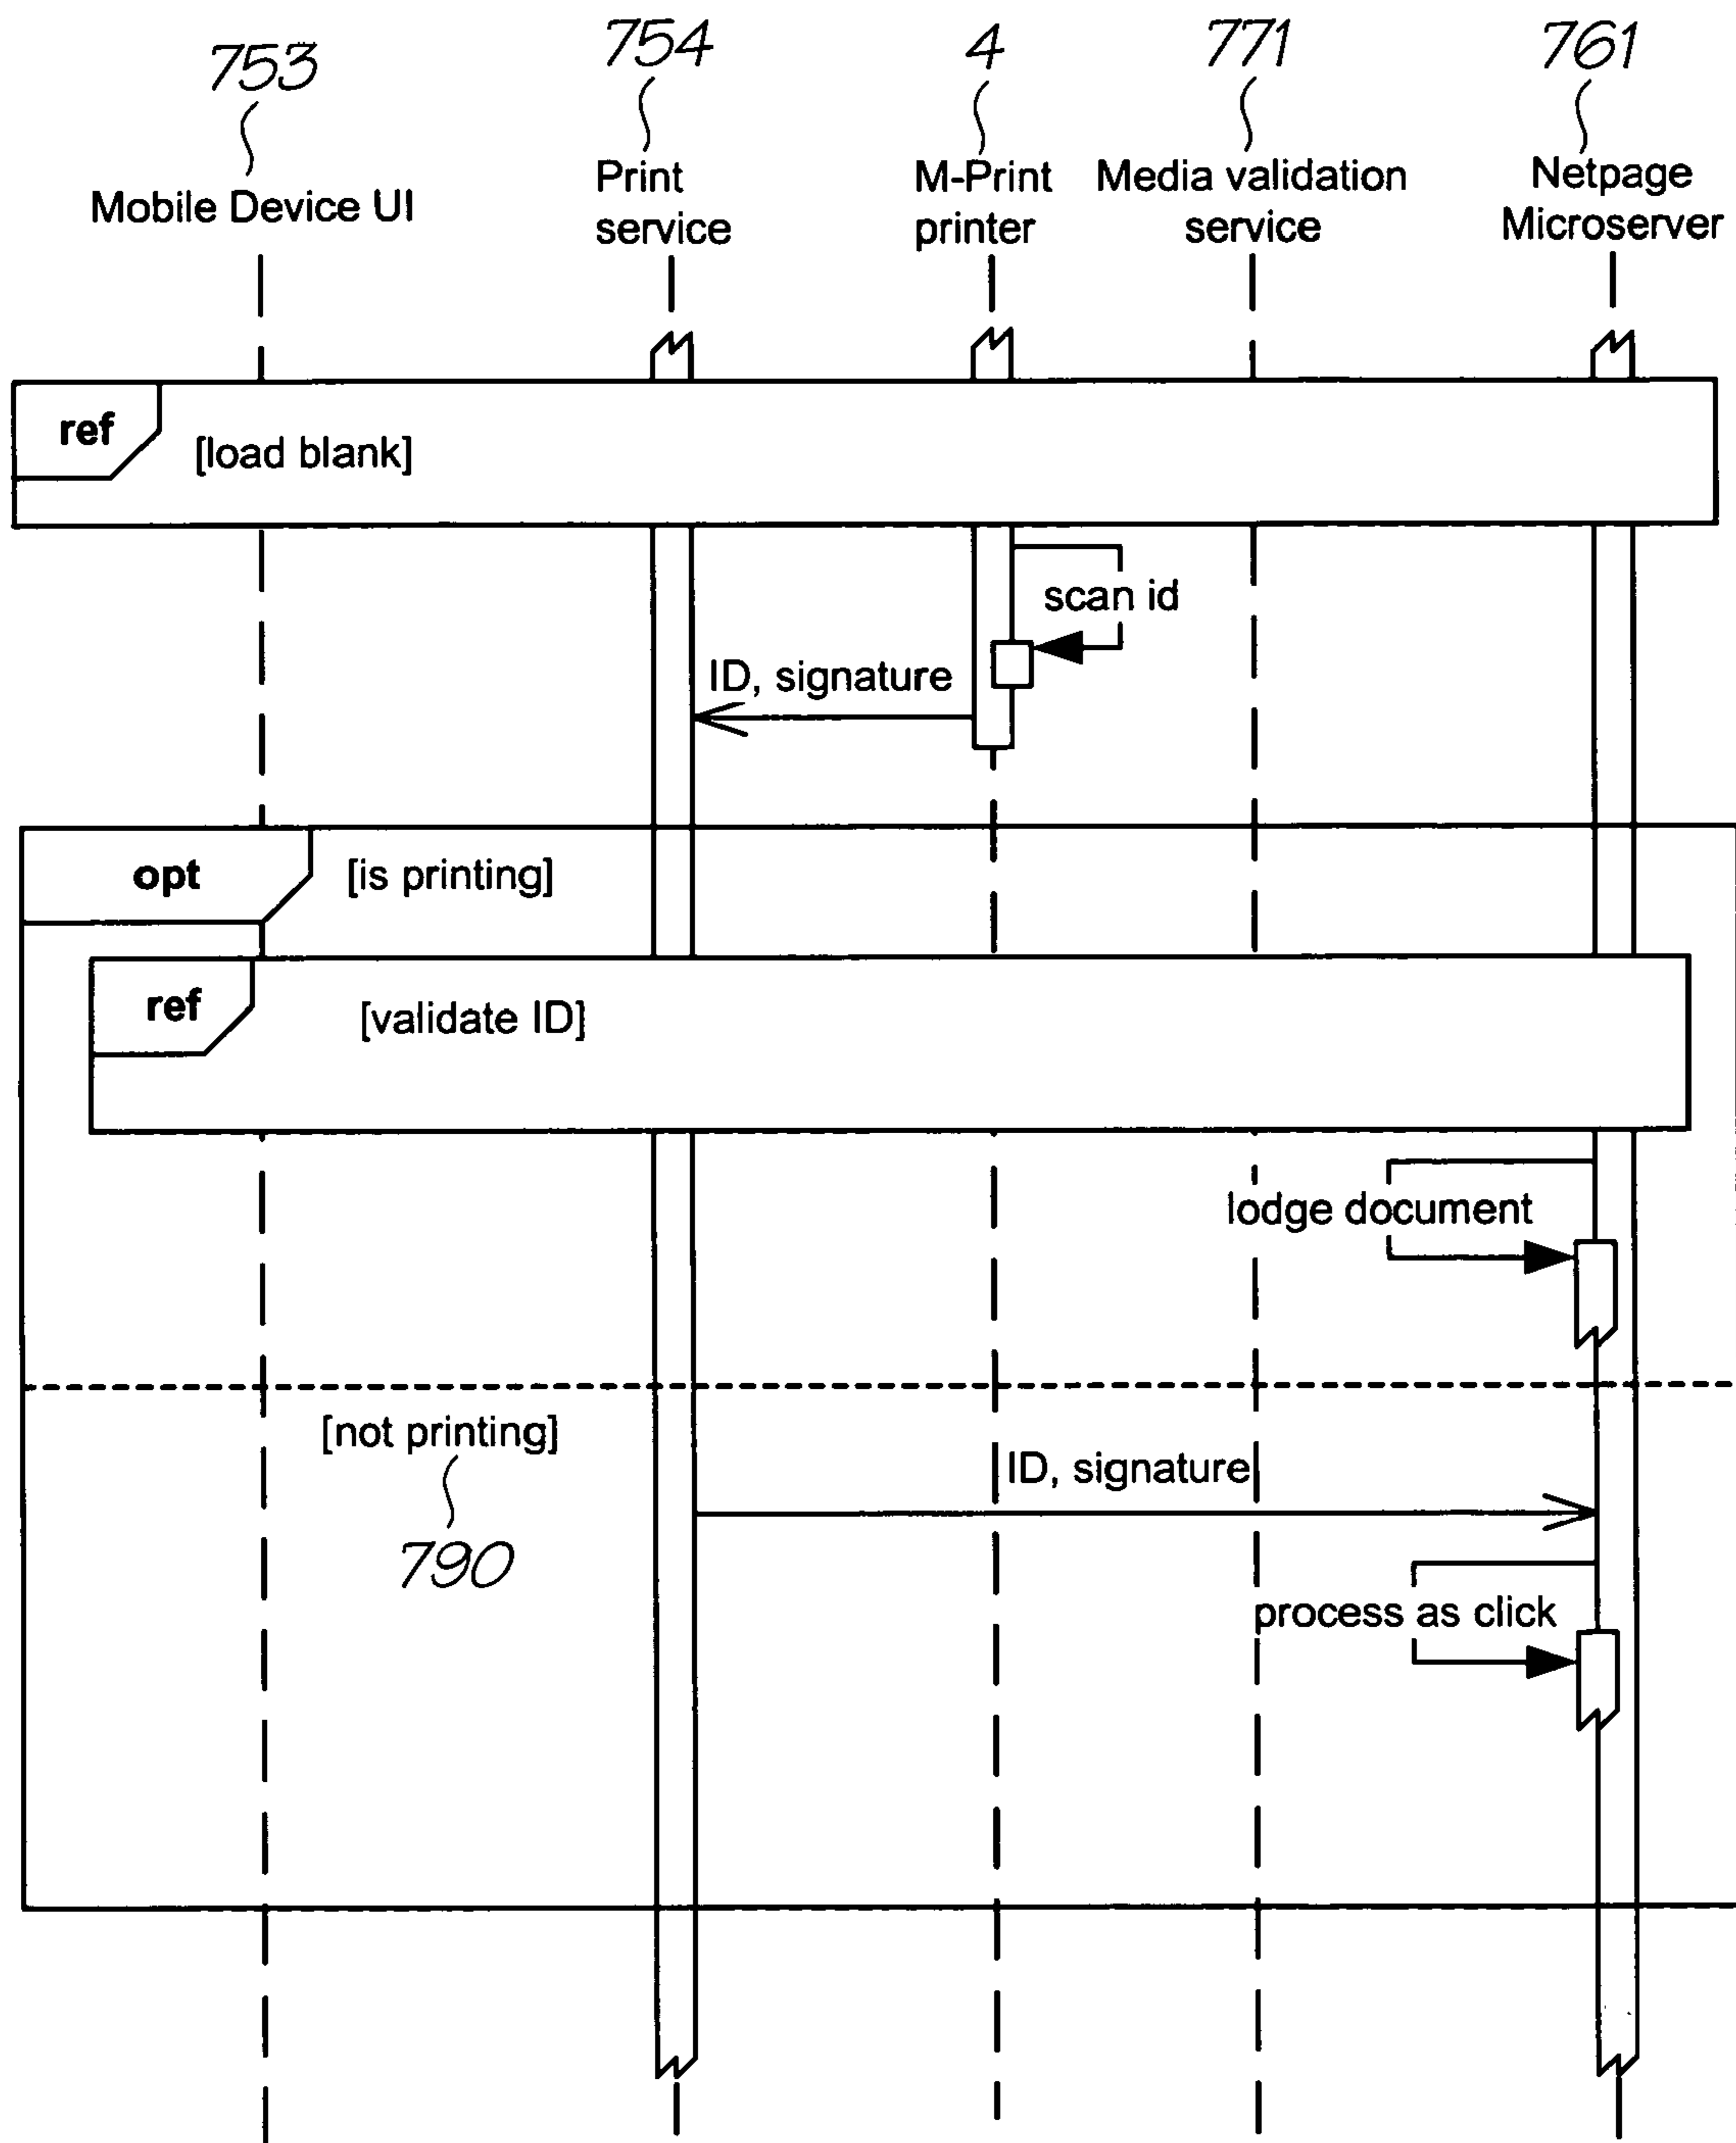 753
754
4
771
761
Mobile Device UI
Print
service
M-Print
printer
Media validation
service
Netpage
Microserver
ref
[load blank]
scan id
ID, signature
opt
[is printing]
ref
[validate ID]
lodge document
[not printing]
790
ID, signature
process as click